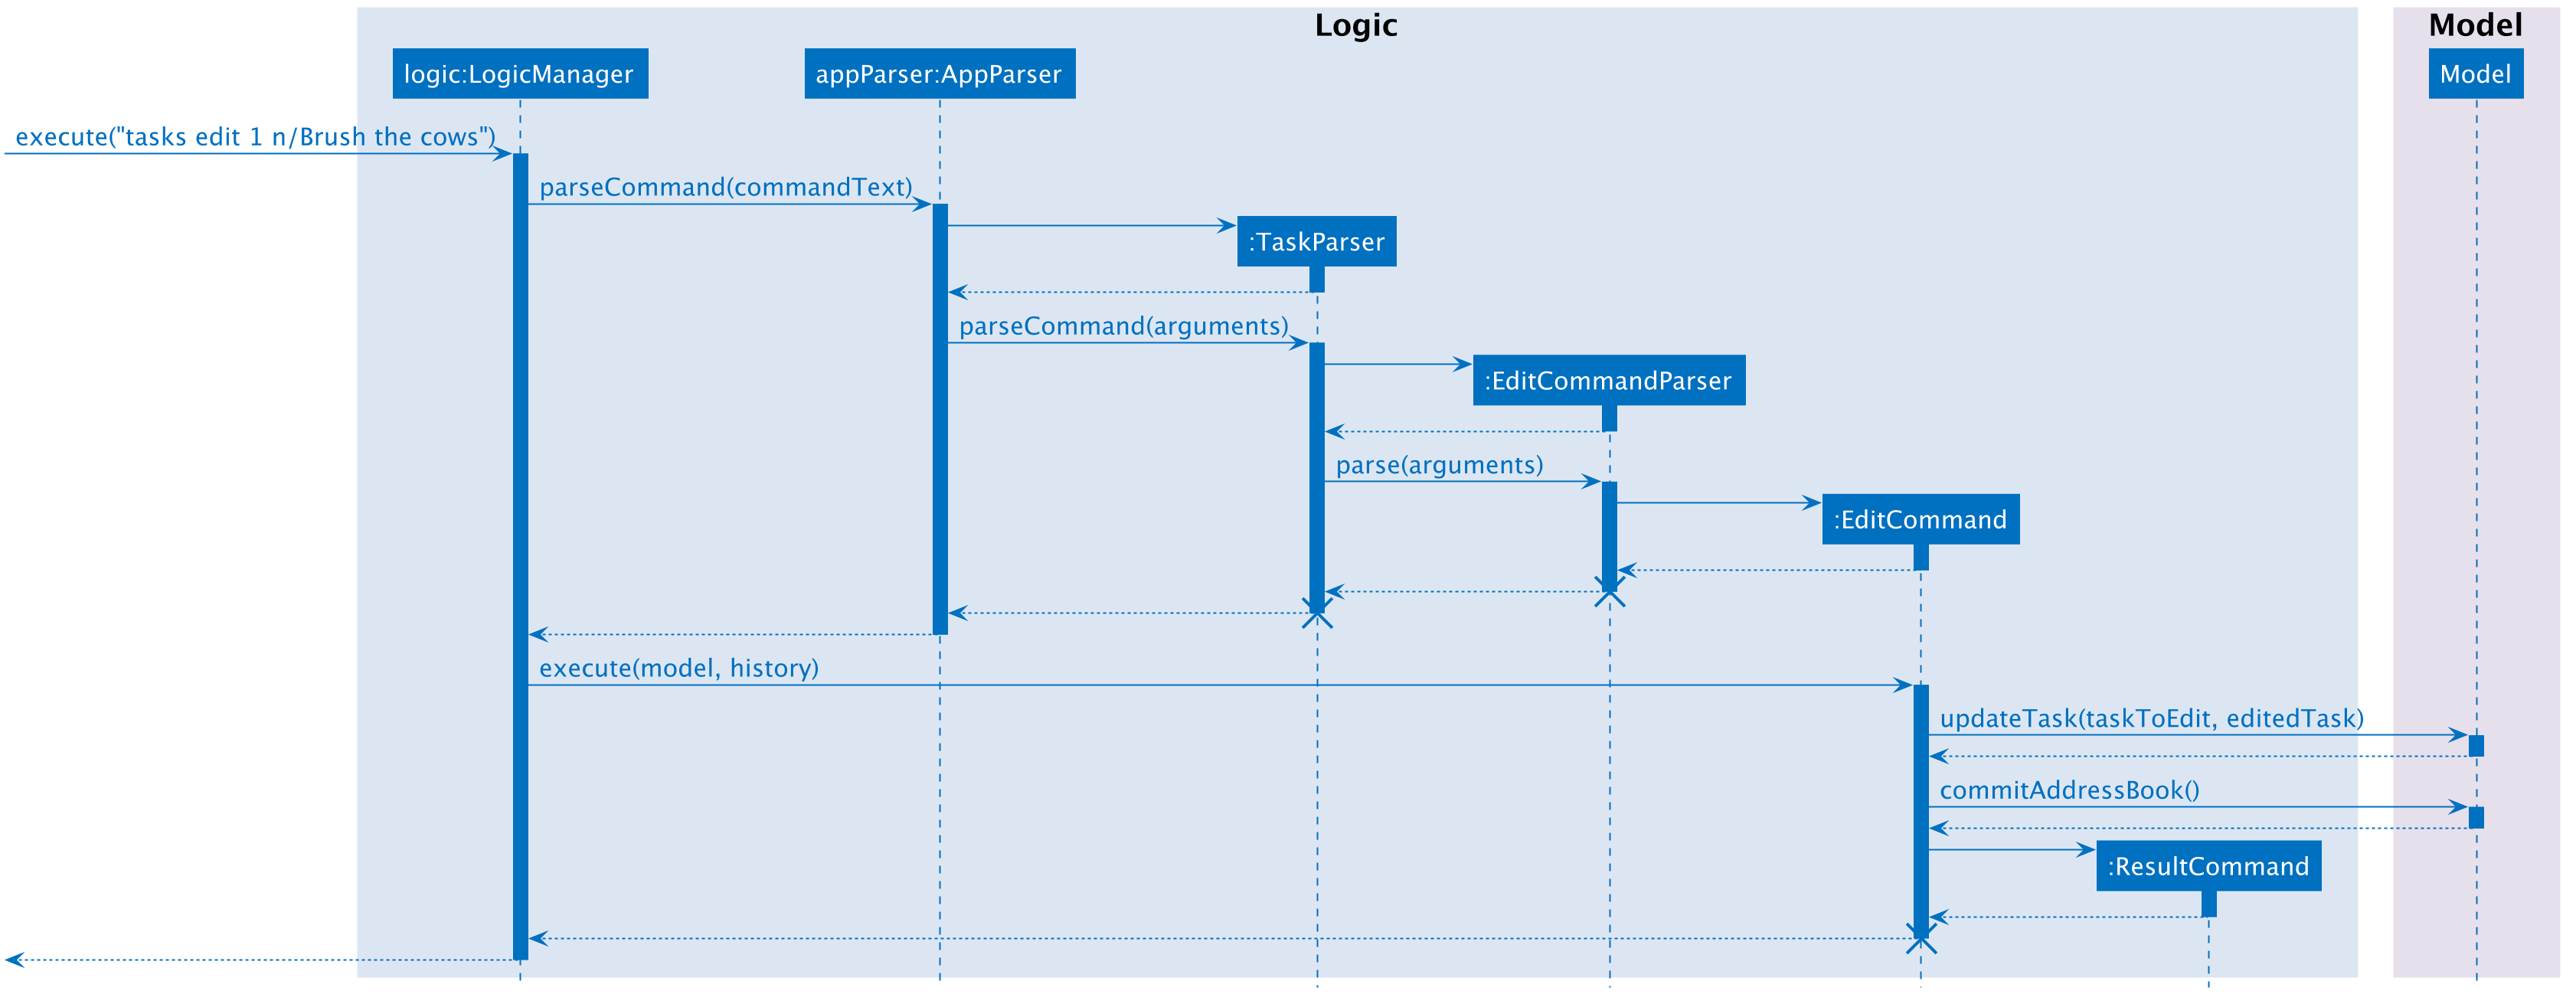 Logic
Model
logic:LogicManager
appParser:AppParser
Model
execute("tasks edit 1 n/Brush the cows")
parseCommand(commandText)
:TaskParser
parseCommand(arguments)
:EditCommandParser
parse(arguments)
:EditCommand
execute(model, history)
updateTask(taskToEdit, editedTask)
commitAddressBook()
:ResultCommand